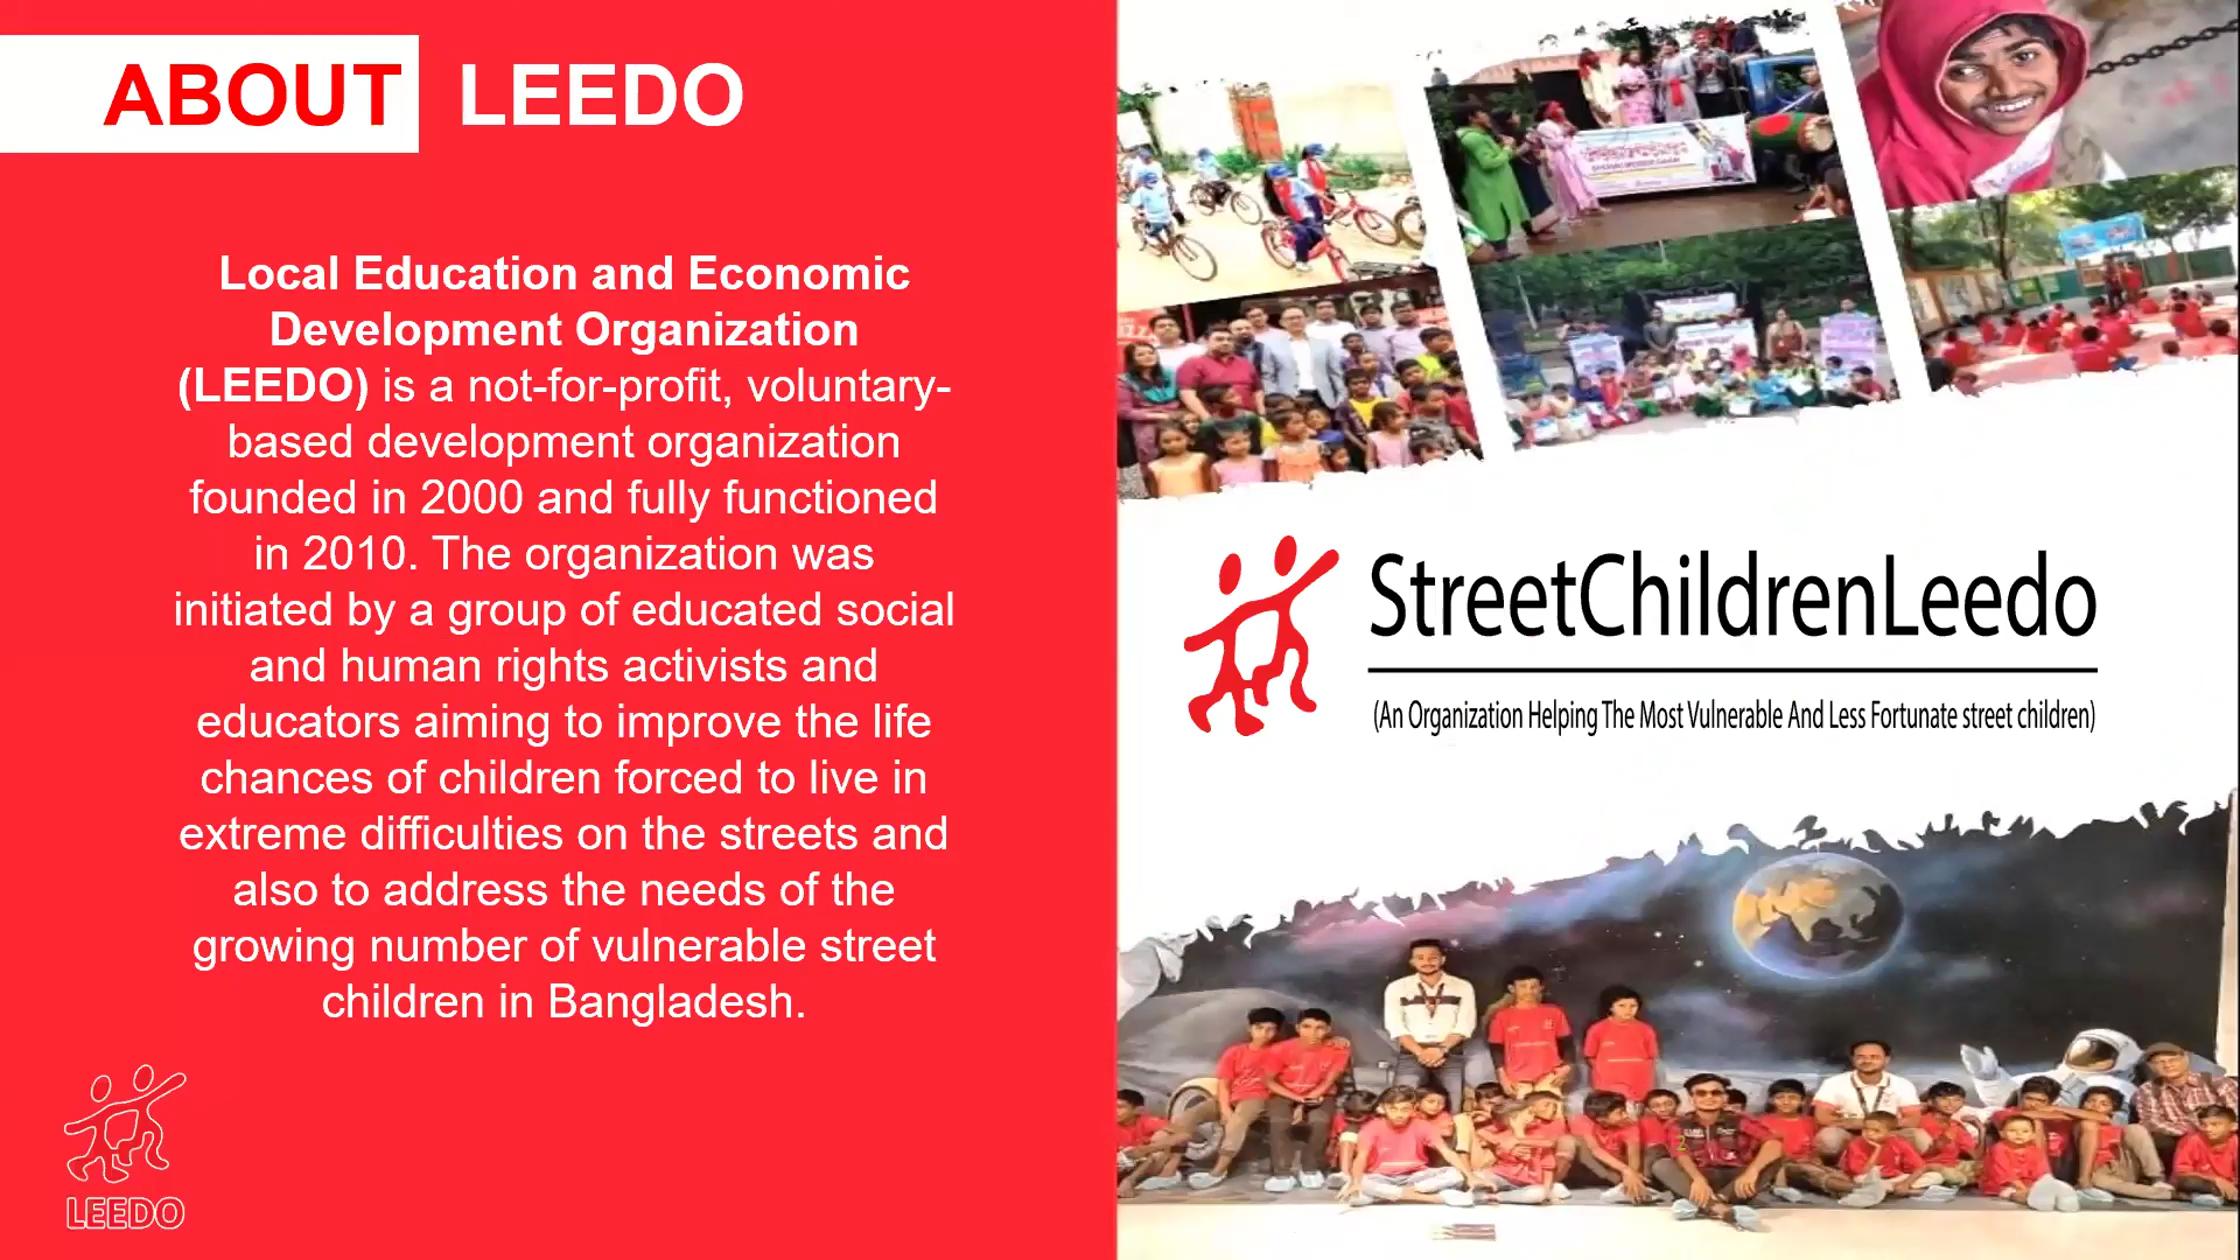 ABOUT LEEDO
Local Education and Economic
Development Organization
(LEEDO) is a not-for-profit, voluntary-
based development organization
founded in 2000 and fully functioned
in 2010. The organization was
initiated by a group of educated social
and human rights activists and
educators aiming to improve the life
chances of children forced to live in
extreme difficulties on the streets and
also to address the needs of the
growing number of vulnerable street
children in Bangladesh.
LEEDO
StreetChildrenLeedo
(An Organization Helping The Most Vulnerable And Less Fortunate street children)